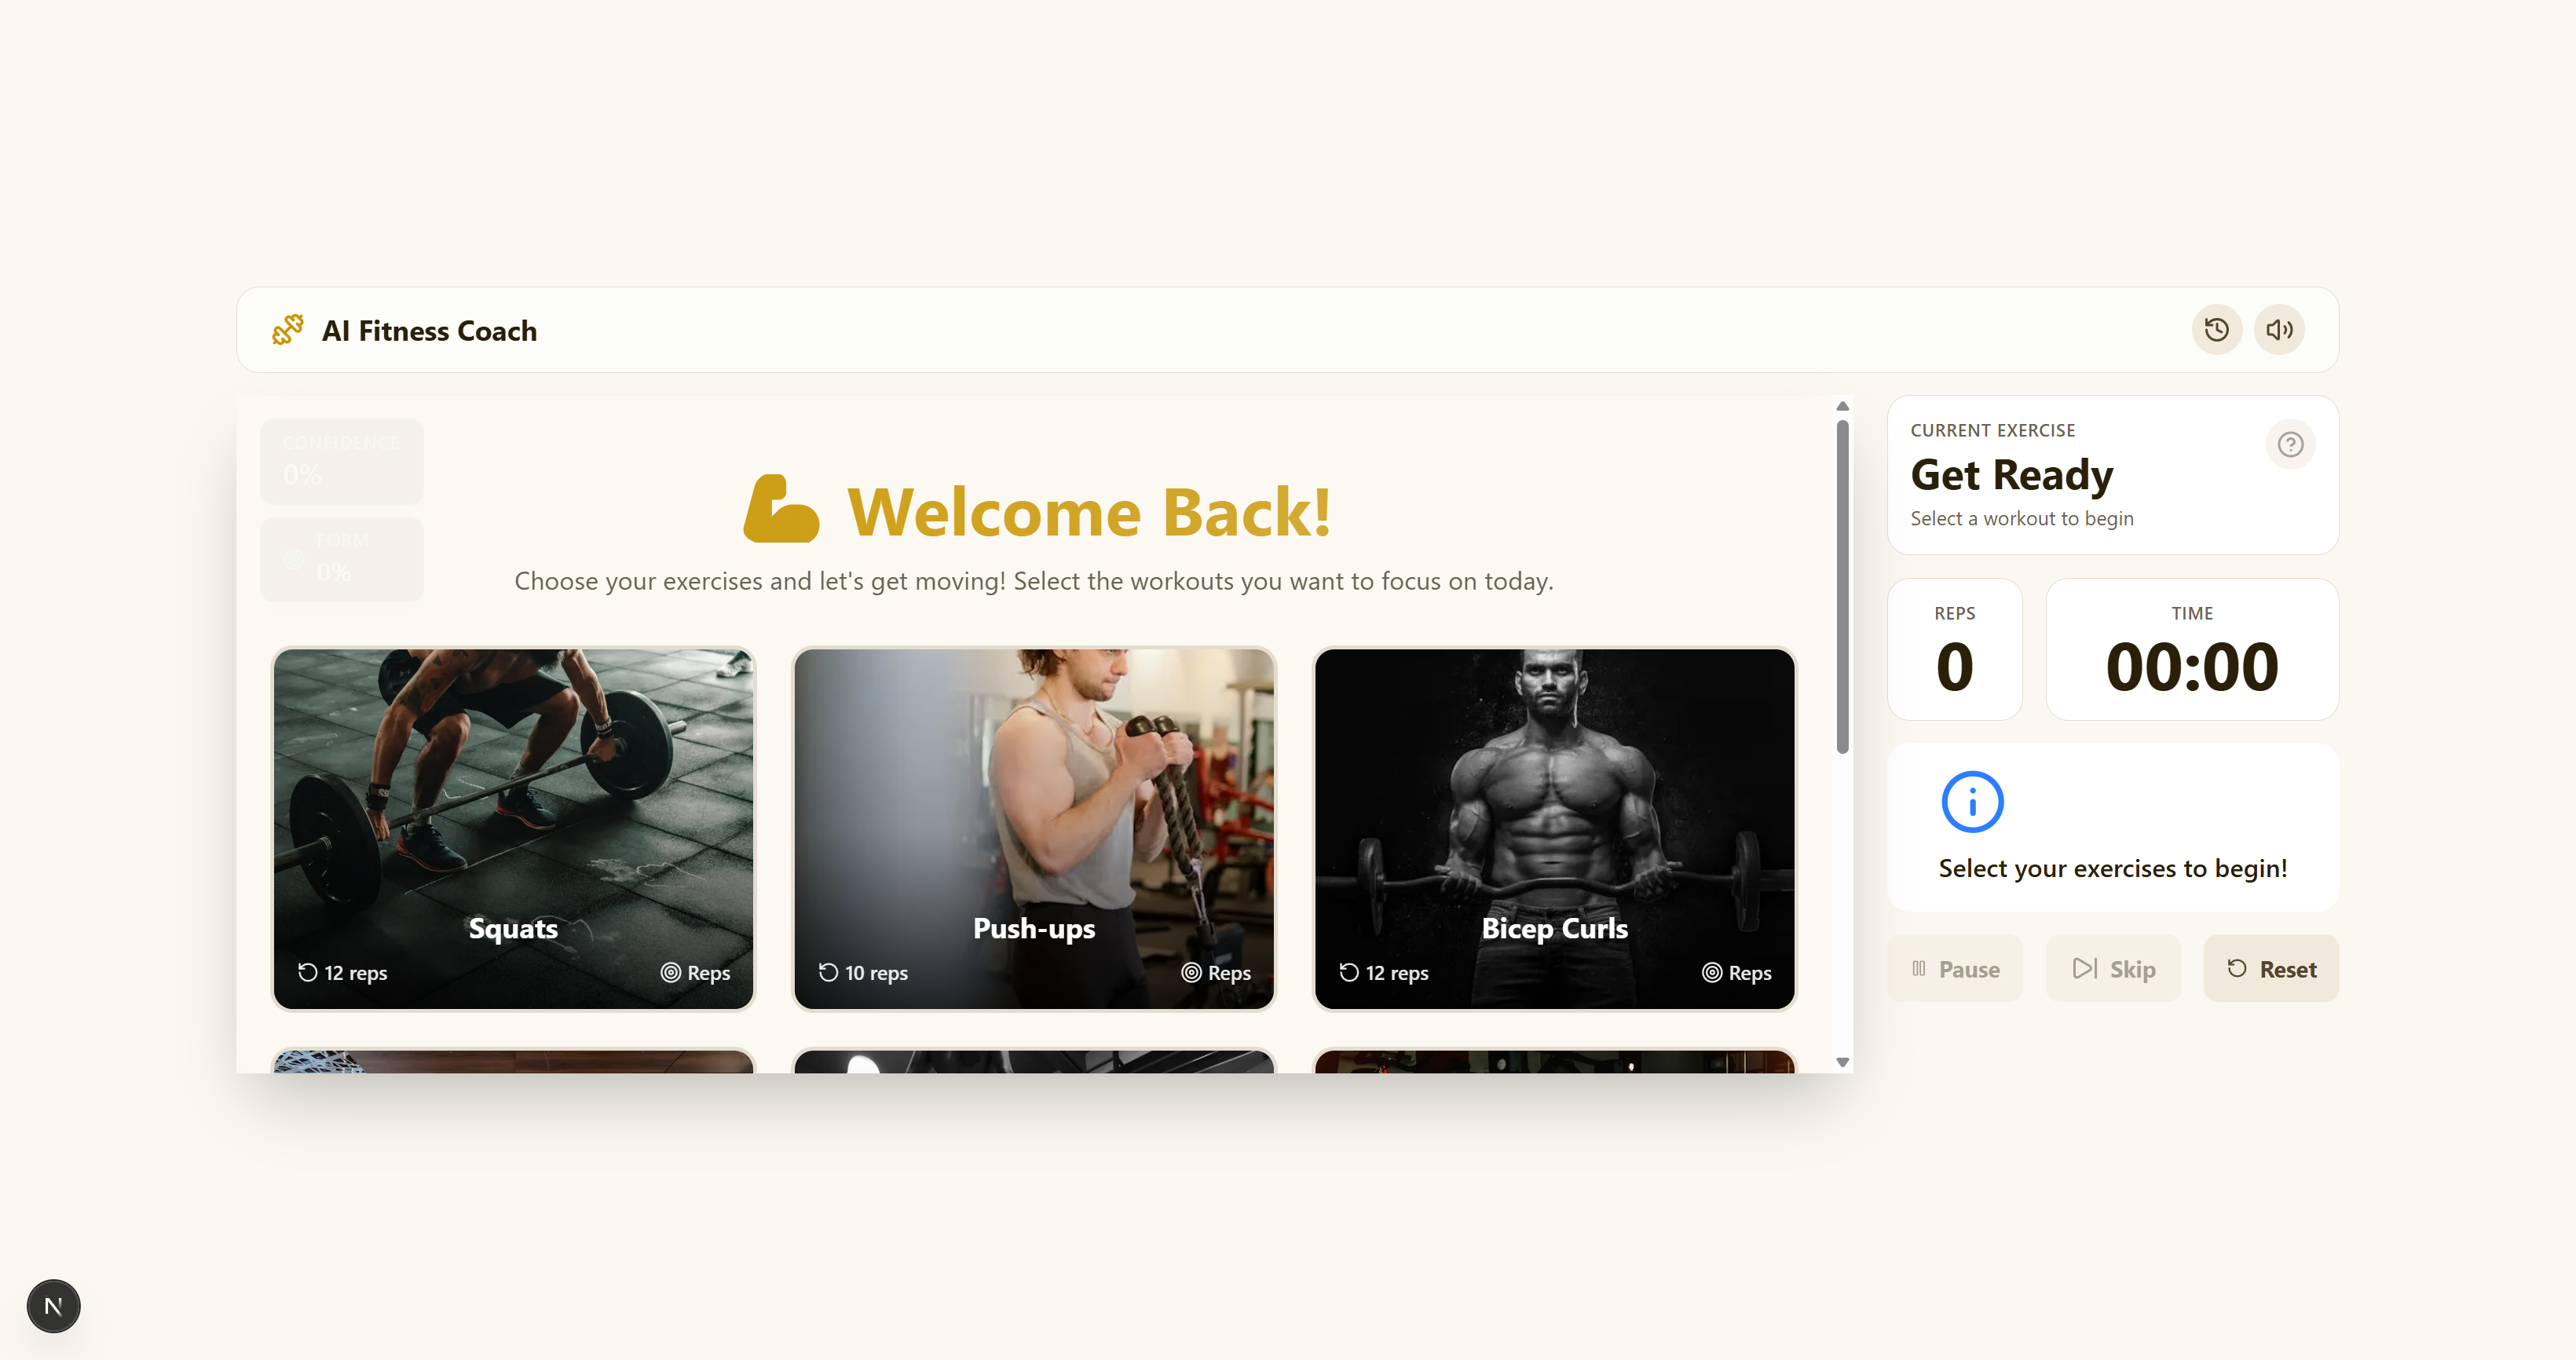 AI Fitness Coach
CONFIDENCE
0%
FORM
0%
Welcome Back!
Choose your exercises and let's get moving! Select the workouts you want to focus on today.
Squats
12 reps
Reps
Push-ups
10 reps
Reps
Bicep Curls
12 reps
Reps
CURRENT EXERCISE
Get Ready
Select a workout to begin
REPS
0
TIME
00:00
Select your exercises to begin!
Pause
Skip
Reset
N